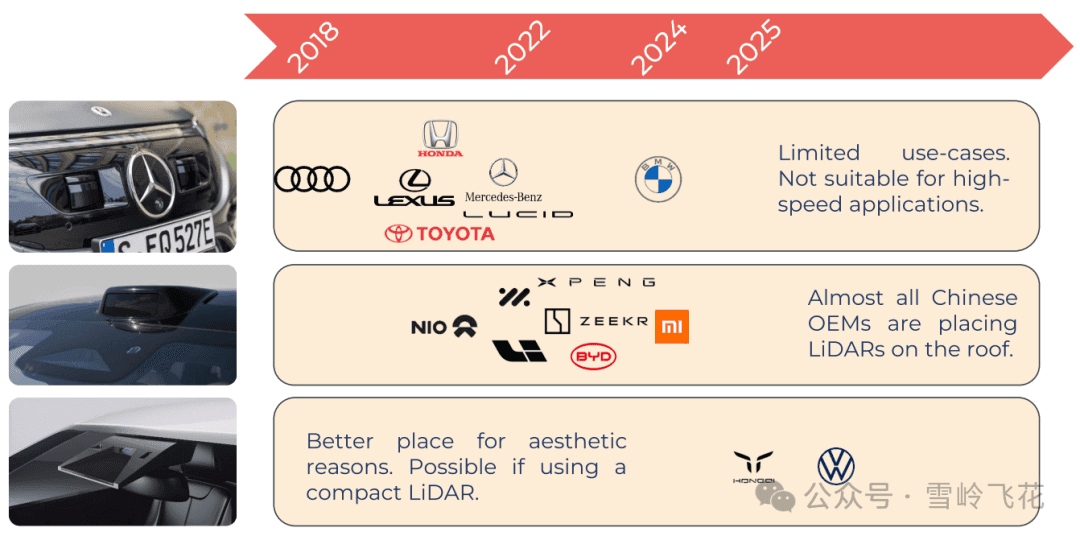 2018
2022
2024
2025
HONDA
LEXUS
Mercedes-Benz
LUCID
TOYOTA
BMW
Limited use-cases.
Not suitable for high-
speed applications.
S·EQ 527E
XPENG
NIO
ZEEKR
mi
BYD
Almost all Chinese
OEMs are placing
LiDARs on the roof.
Better place for aesthetic
reasons. Possible if using a
compact LiDAR.
HONGQI
公众号 · 雪岭飞花